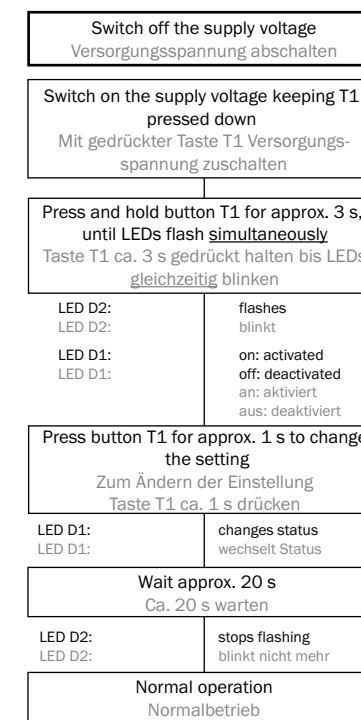 Switch off the supply voltage
Versorgungsspannung abschalten
Switch on the supply voltage keeping T1
pressed down
Mit gedrückter Taste T1 Versorgungs-
spannung zuschalten
Press and hold button T1 for approx. 3 s,
until LEDs flash simultaneously
Taste T1 ca. 3 s gedrückt halten bis LEDs
gleichzeitig blinken
LED D2: flashes
LED D2: blinkt
LED D1: on: activated
LED D1: off: deactivated
an: aktiviert
aus: deaktiviert
Press button T1 for approx. 1 s to change
the setting
Zum Ändern der Einstellung
Taste T1 ca. 1 s drücken
LED D1: changes status
LED D1: wechselt Status
Wait approx. 20 s
Ca. 20 s warten
LED D2: stops flashing
LED D2: blinkt nicht mehr
Normal operation
Normalbetrieb